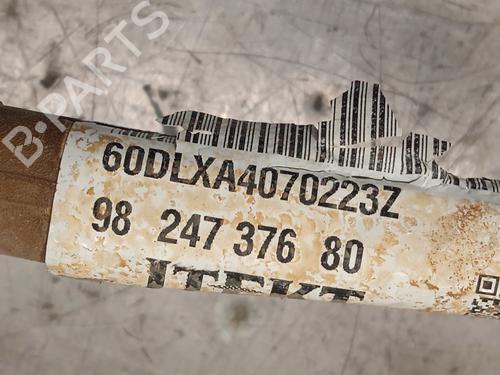 B-PARTS
60DLXA4070223Z
98 247 376 80
JTEKT